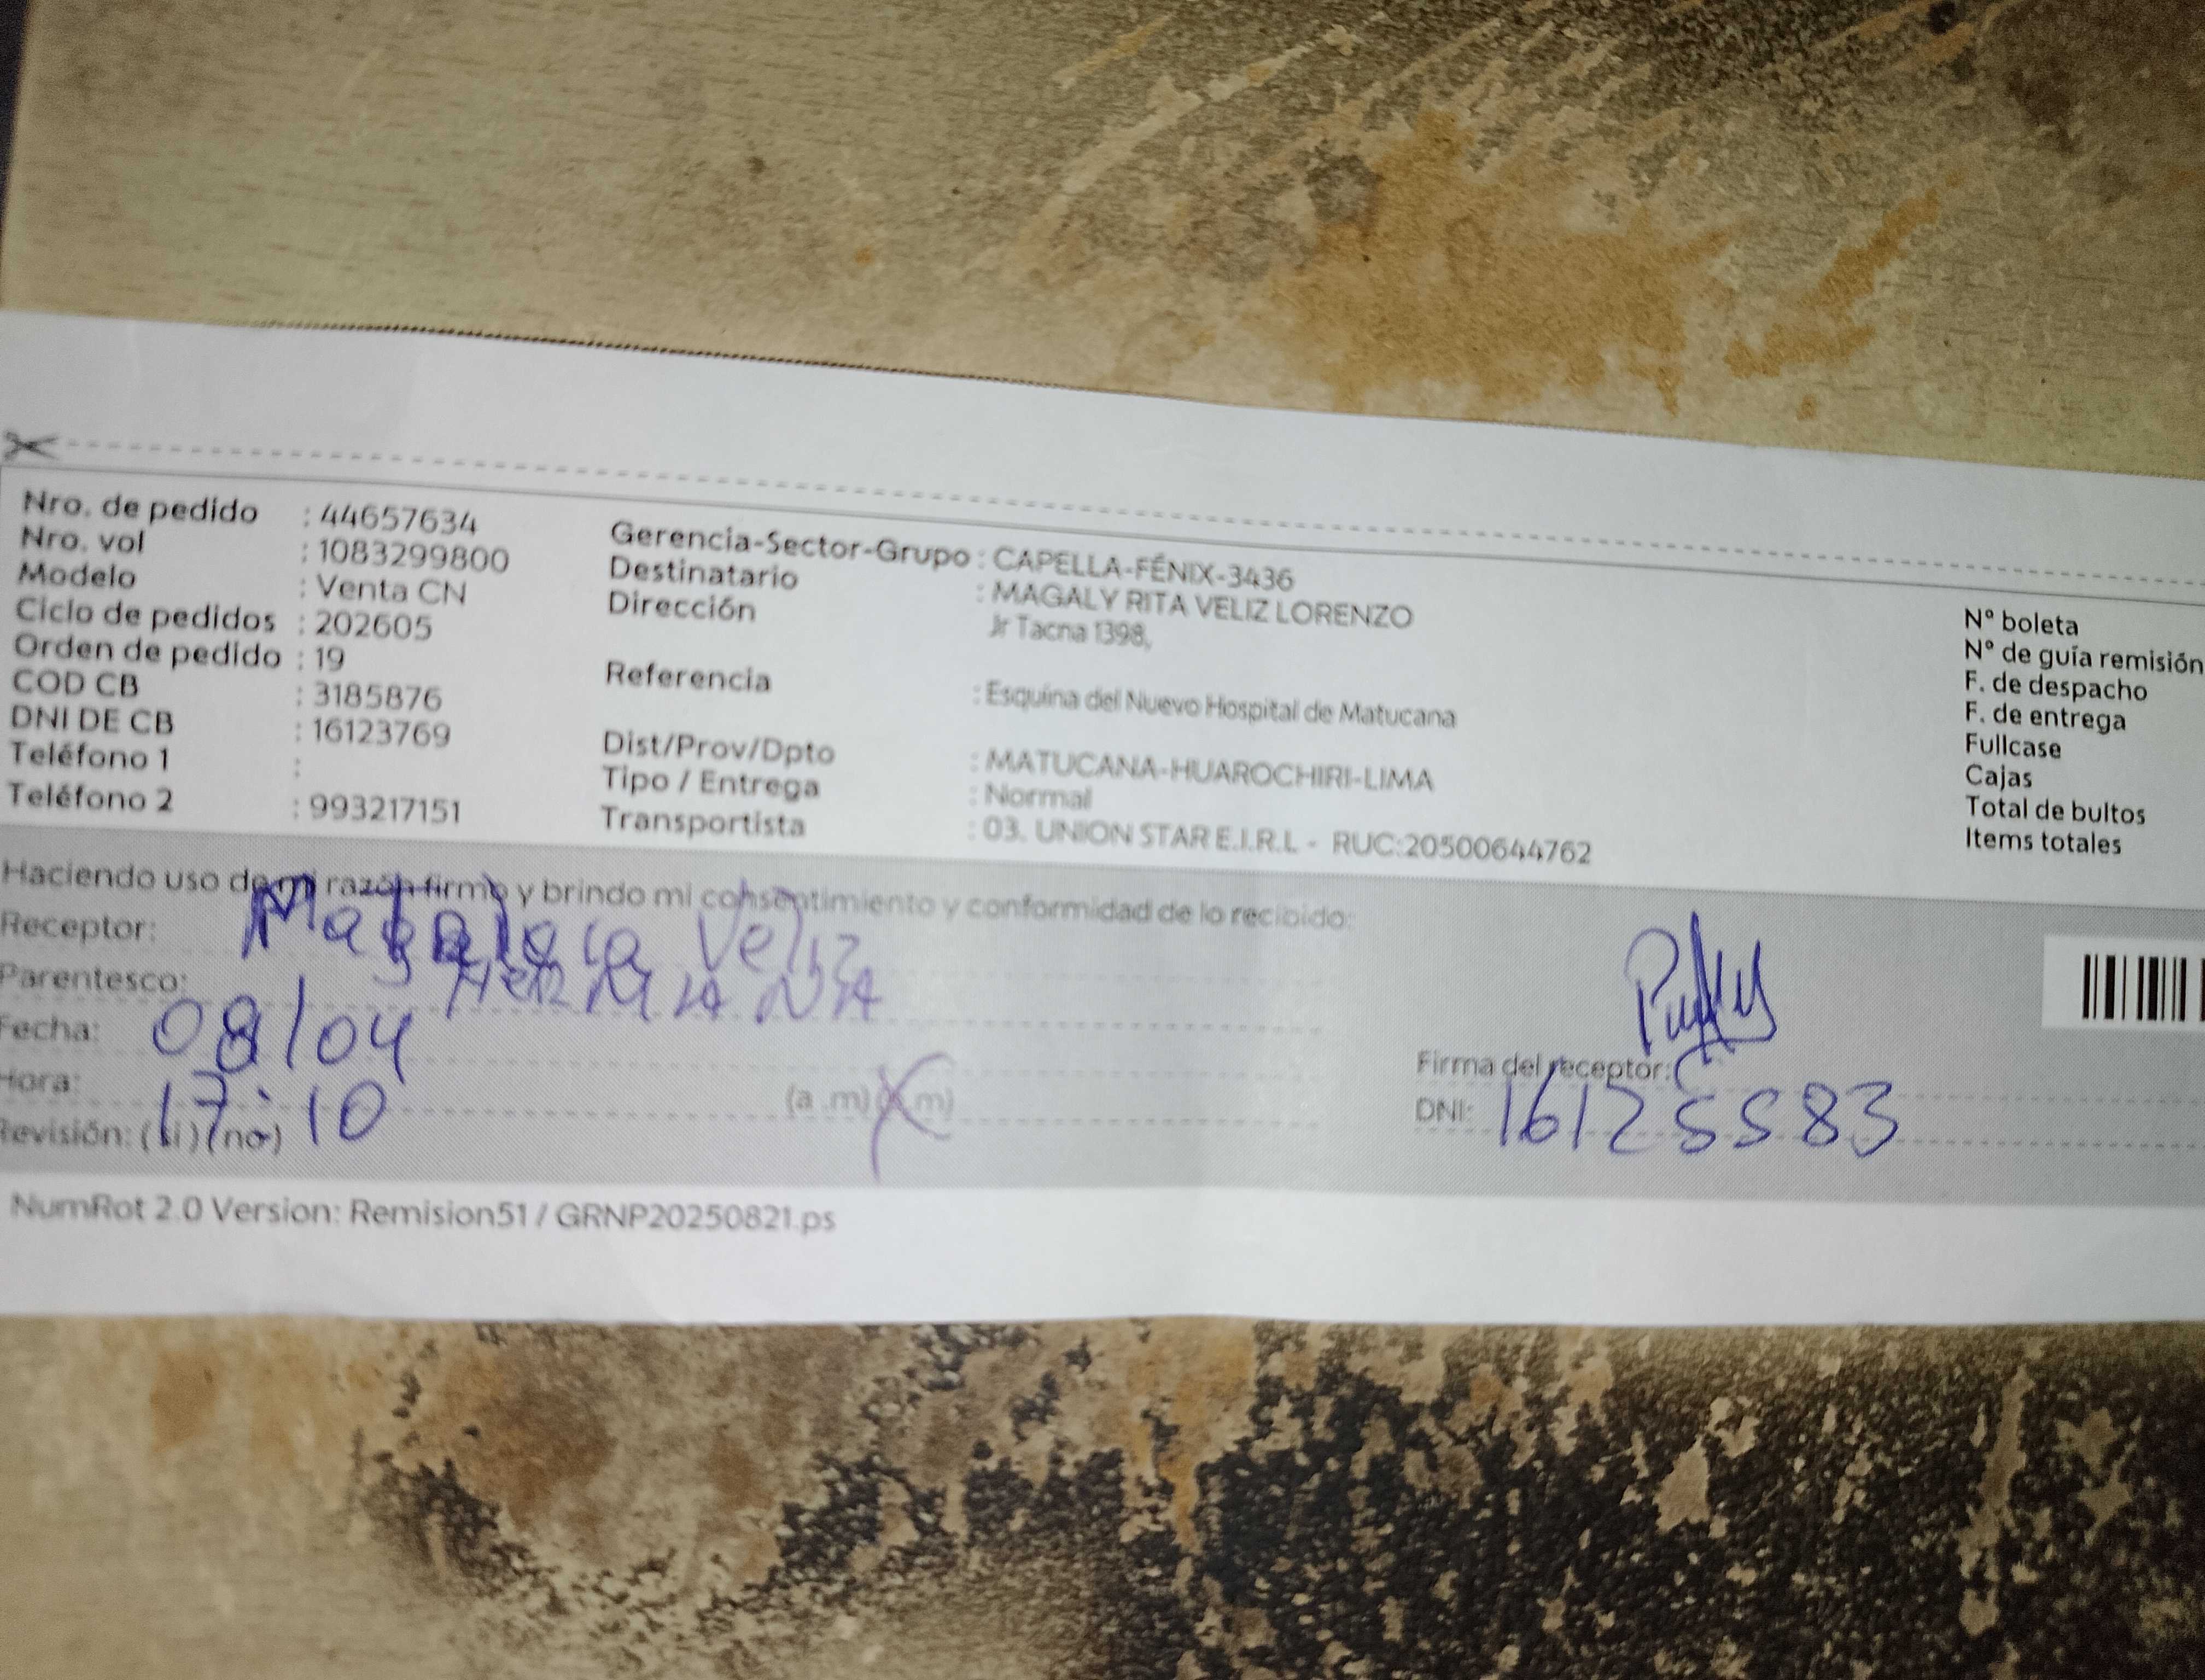 Nro. de pedido : 44657634
Nro. vol : 1083299800
Modelo : Venta CN
Ciclo de pedidos : 202605
Orden de pedido : 19
COD CB : 3185876
DNI DE CB : 16123769
Teléfono 1 :
Teléfono 2 : 993217151
Gerencia-Sector-Grupo : CAPELLA-FÉNIX-3436
Destinatario : MAGALY RITA VELIZ LORENZO
Dirección Jr Tacna 1398,
Referencia : Esquina del Nuevo Hospital de Matucana
Dist/Prov/Dpto : MATUCANA-HUAROCHIRI-LIMA
Tipo / Entrega : Normal
Transportista : 03. UNION STAR E.I.R.L - RUC:20500644762
N° boleta
N° de guía remisión
F. de despacho
F. de entrega
Fullcase
Cajas
Total de bultos
Items totales
Haciendo uso de mi razón firmo y brindo mi consentimiento y conformidad de lo recibido:
Receptor: Veliz
Parentesco: HERMANA
Fecha: 08/04
Hora: 17:10 (a .m) m)
Revisión: (si) (no)
Firma del receptor:
DNI: 16125583
NumRot 2.0 Version: Remision51 / GRNP20250821.ps